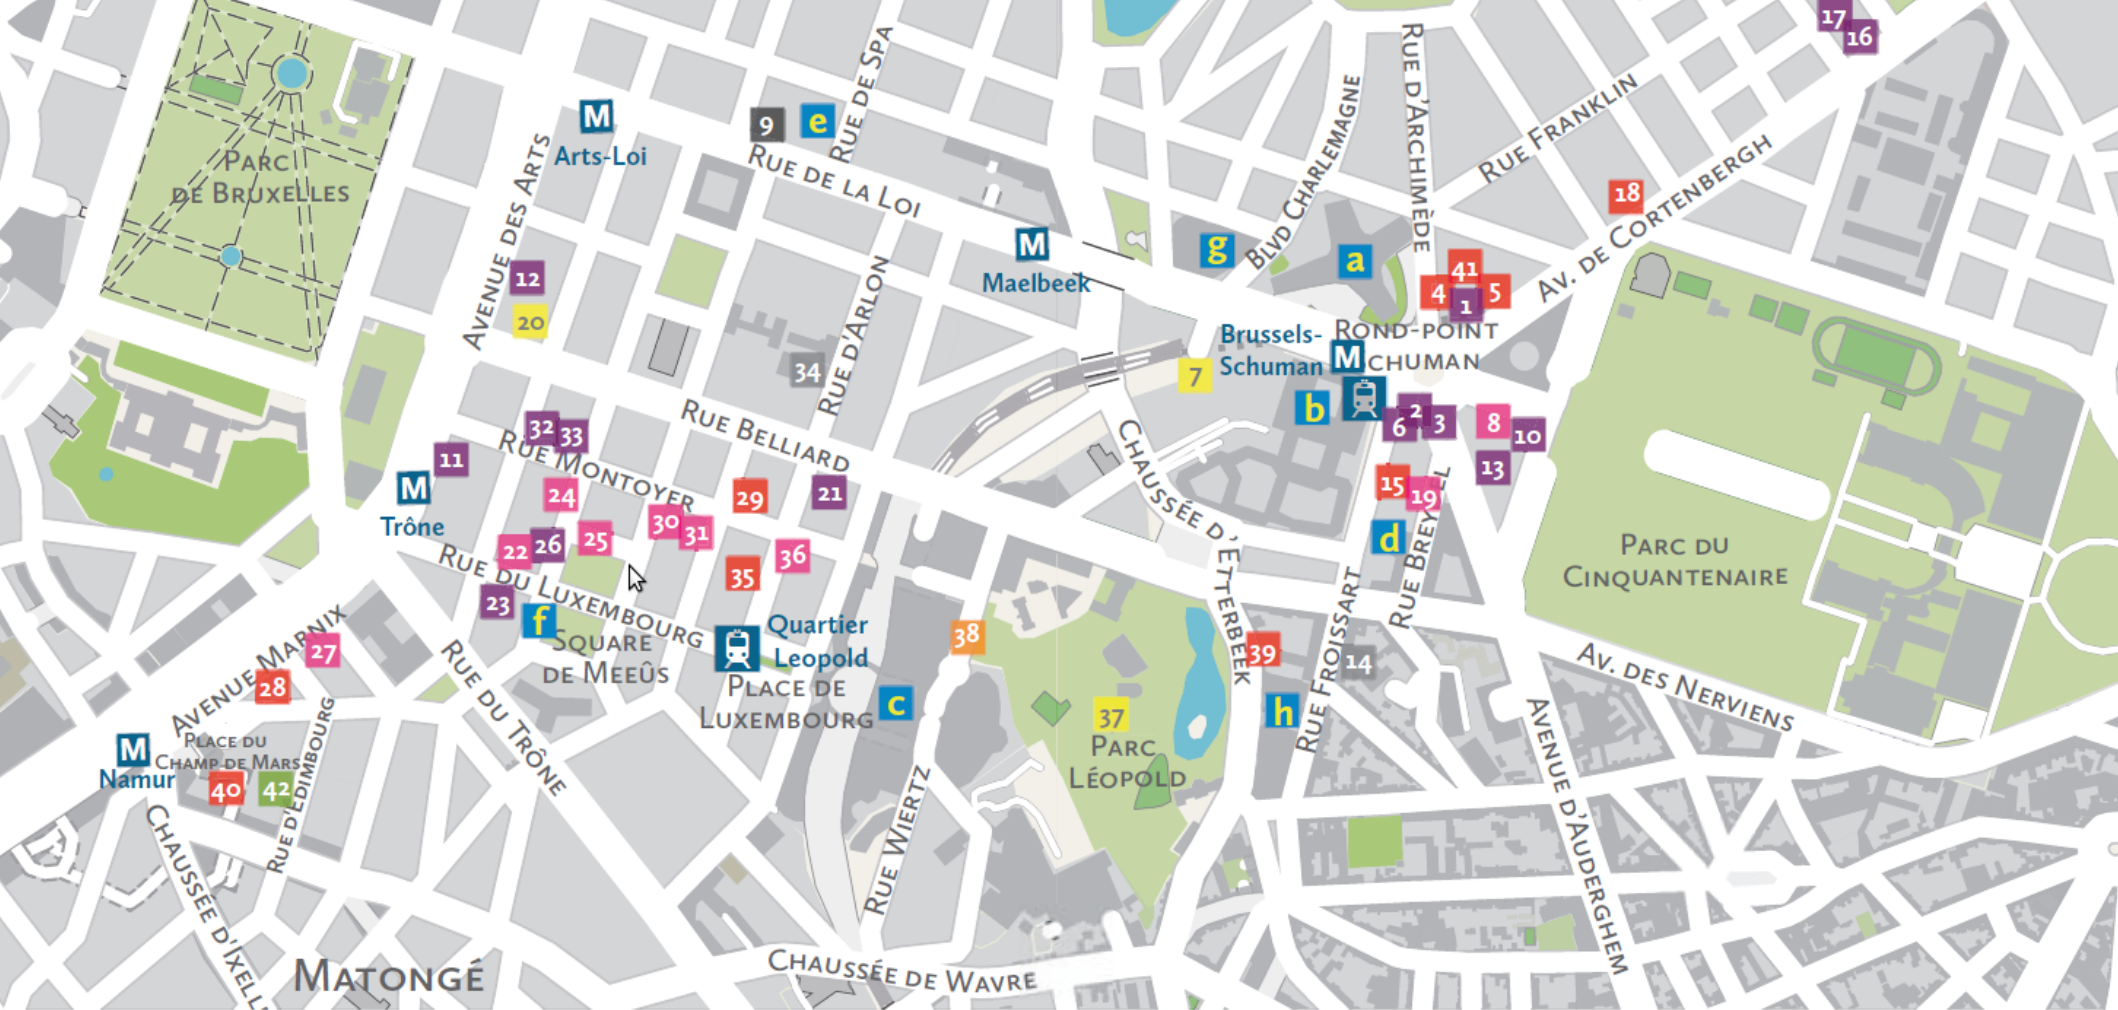 17
16
RUE D'ARCHIMÈDE
RUE DE SPA
M
Arts-Loi
9
e
BLVD CHARLEMAGNE
RUE FRANKLIN
PARC
DE BRUXELLES
AVENUE DES ARTS
RUE DE LA LOI
18
AV. DE CORTENBERGH
M
Maelbeek
g
a
41
4
5
1
12
20
RUE D'ARLON
34
7
Brussels-
Schuman
M
ROND-POINT
CHUMAN
b
2
6
3
8
10
13
32
33
RUE BELLIARD
RUE MONTOYER
11
M
Trône
24
29
21
CHAUSSÉE D'ETTERBEEK
15
19
d
RUE BREY
EL
22
26
25
30
31
36
35
RUE DU LUXEMBOURG
23
f
SQUARE
DE MEEÛS
Quartier
Leopold
PLACE DE
LUXEMBOURG
c
38
PARC DU
CINQUANTENAIRE
RUE FROISSART
39
14
h
37
PARC
LÉOPOLD
AV. DES NERVIENS
AVENUE D'AUDERGHEM
AVENUE MARNIX
27
28
RUE DU TRÔNE
M
Namur
PLACE DU
CHAMP DE MARS
40
42
RUE D'EDIMBOURG
CHAUSSÉE D'IXELL
RUE WIERTZ
MATONGÉ
CHAUSSÉE DE WAVRE